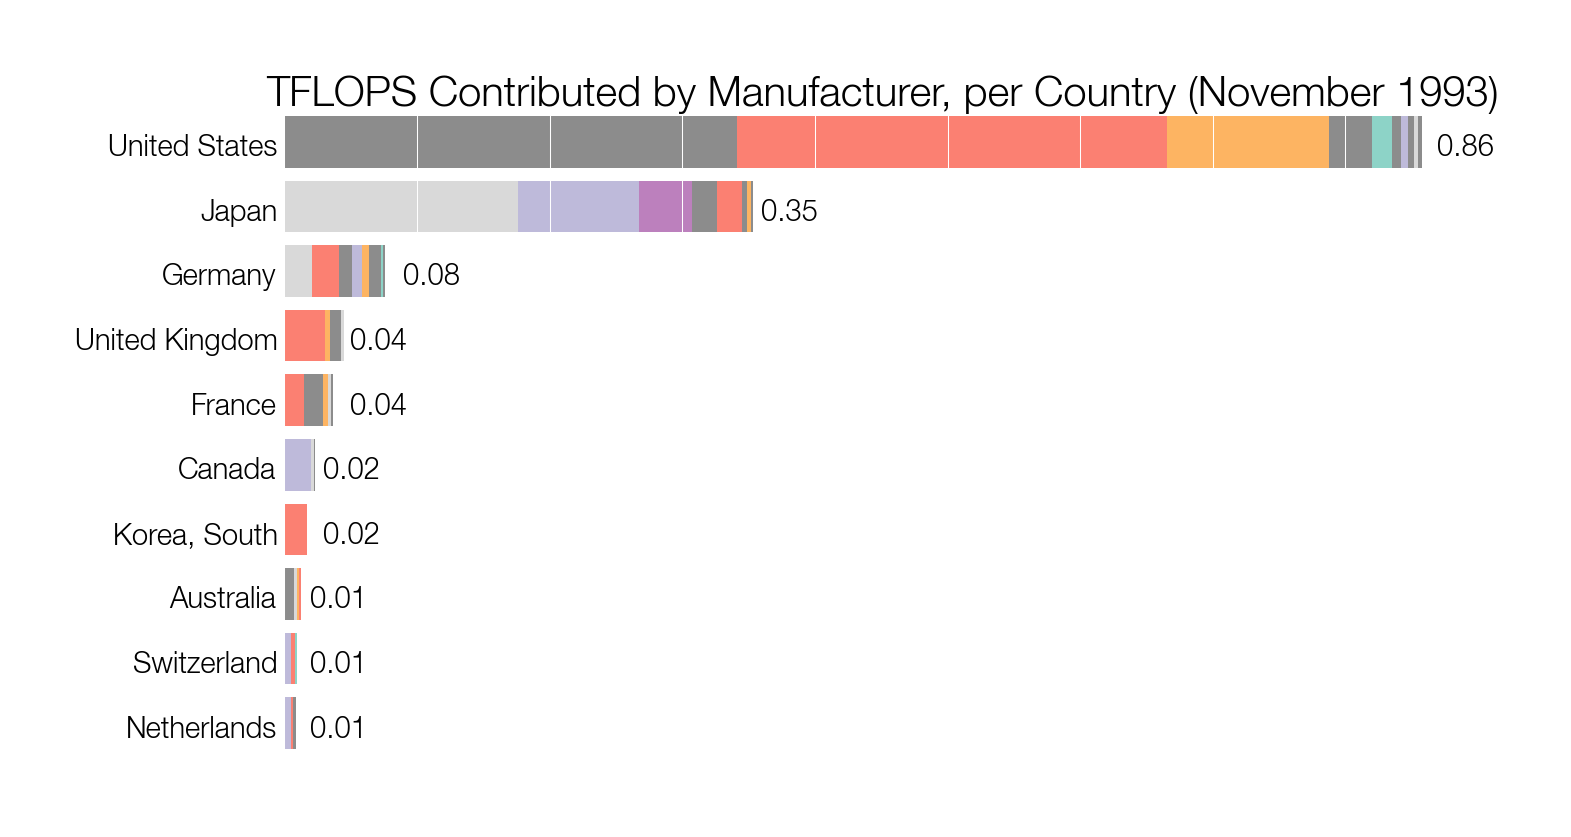 TFLOPS Contributed by Manufacturer, per Country (November 1993)
United States 0.86
Japan 0.35
Germany 0.08
United Kingdom 0.04
France 0.04
Canada 0.02
Korea, South 0.02
Australia 0.01
Switzerland 0.01
Netherlands 0.01